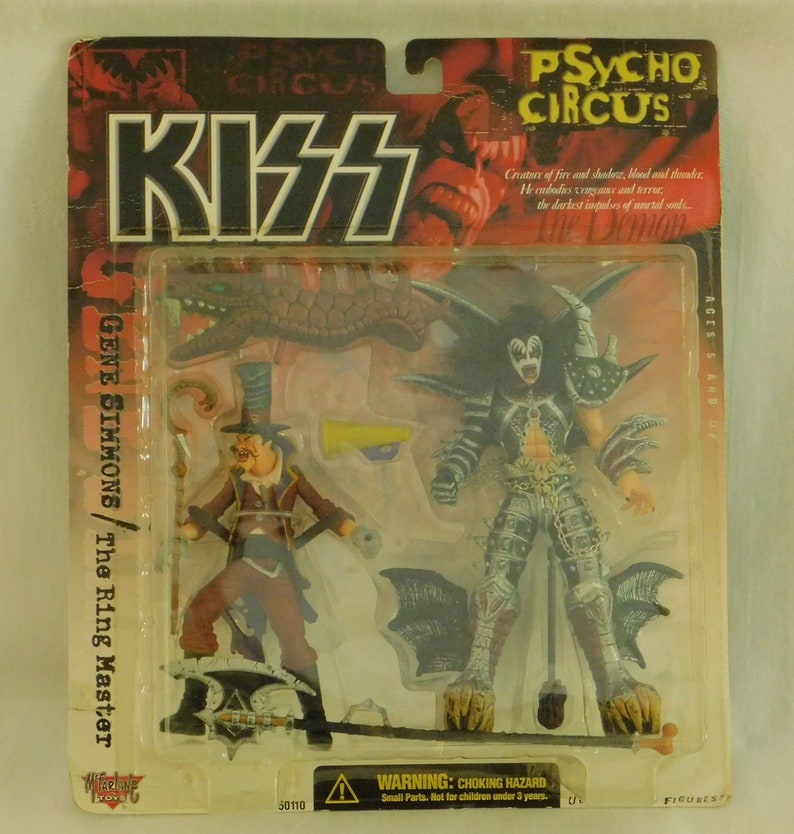 PSYCHO
CIRCUS
PSYCHO
CIRCUS
KISS
Creature of fire and shadow, blood and thunder.
He embodies vengeance and terror,
the darkest impulses of mortal souls...
the Demon
AGES 5 AND UP
GENE SIMMONS / The Ring Master
McFARLANE
TOYS
50110
WARNING: CHOKING HAZARD
Small Parts. Not for children under 3 years.
FIGURES